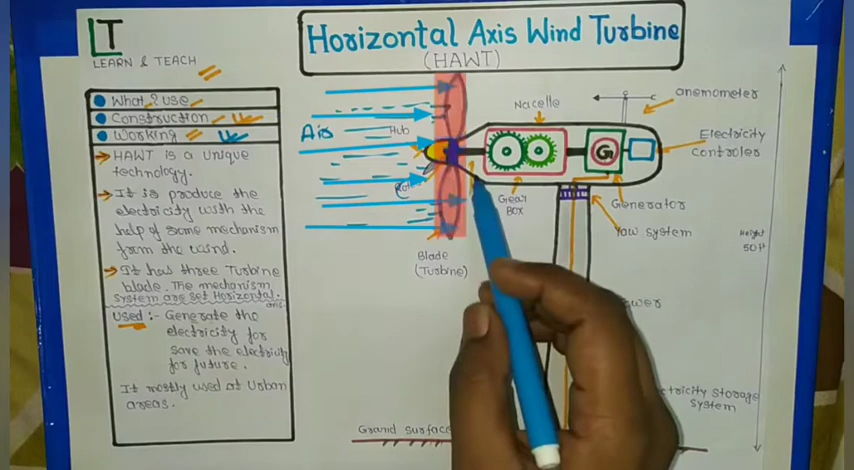 LT
LEARN & TEACH
Horizontal Axis Wind Turbine
(HAWT)
What? use
Construction
Working
HAWT is a unique
technology.
It is produce the
electricity with the
help of some mechanism
from the wind.
It has three Turbine
blade. The mechanism
system are set Horizontal.
axis.
Used :- Generate the
electricity for
save the electricity
for future.
It mostly used at Urban
areas.
Air
Hub
Nacelle
anemometer
Electricity
controler
G
Gear
Box
Generator
Yaw system
Blade
(Turbine)
Height
50ft
System
Grand surface